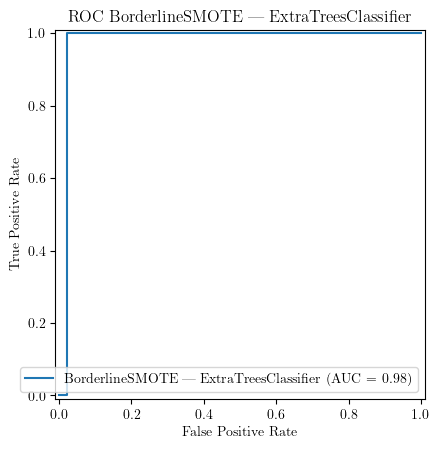 ROC BorderlineSMOTE — ExtraTreesClassifier
1.0
0.8
0.6
0.4
0.2
0.0
True Positive Rate
BorderlineSMOTE — ExtraTreesClassifier (AUC = 0.98)
0.0 0.2 0.4 0.6 0.8 1.0
False Positive Rate